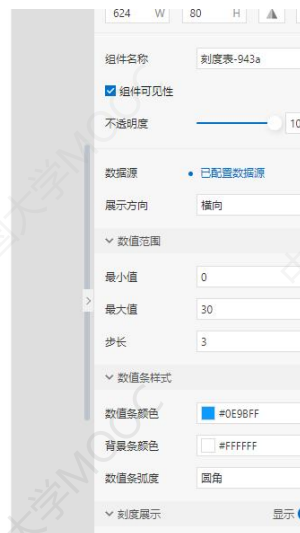 624 W 80 H
组件名称 刻度表-943a
组件可见性
不透明度 10
数据源 已配置数据源
展示方向 横向
数值范围
最小值 0
最大值 30
步长 3
数值条样式
数值条颜色 #0E9BFF
背景条颜色 #FFFFFF
数值条弧度 圆角
刻度展示 显示